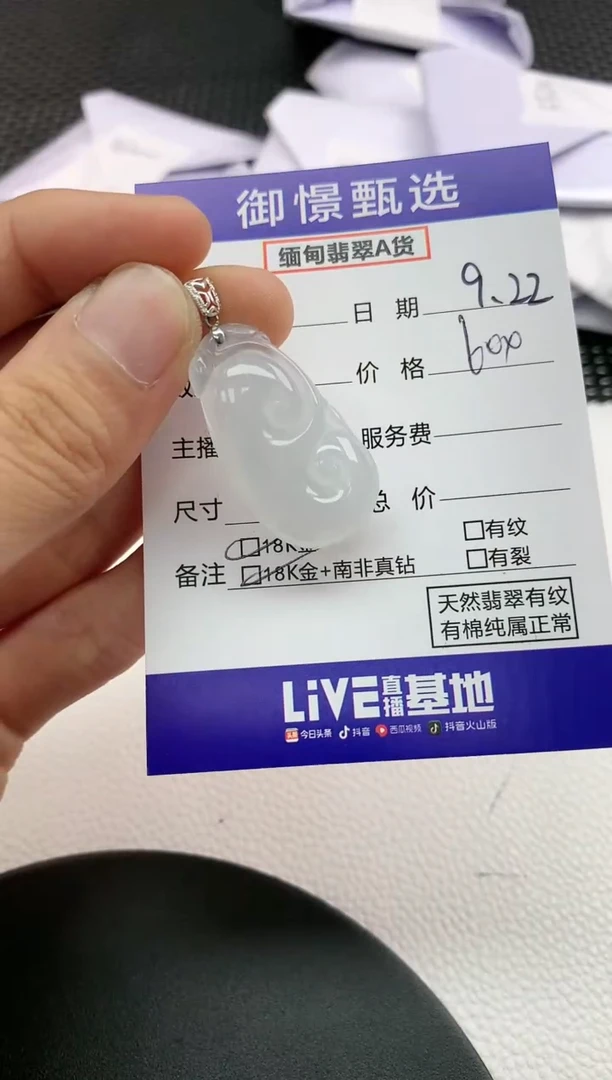 御憬甄选
缅甸翡翠A货
日期 9.22
价格 600
主播 服务费
尺寸 总价
□18K金 □有纹
备注 □18K金+南非真钻 □有裂
天然翡翠有纹
有棉纯属正常
LiVE直播基地
头条 今日头条 抖音 西瓜视频 抖音火山版